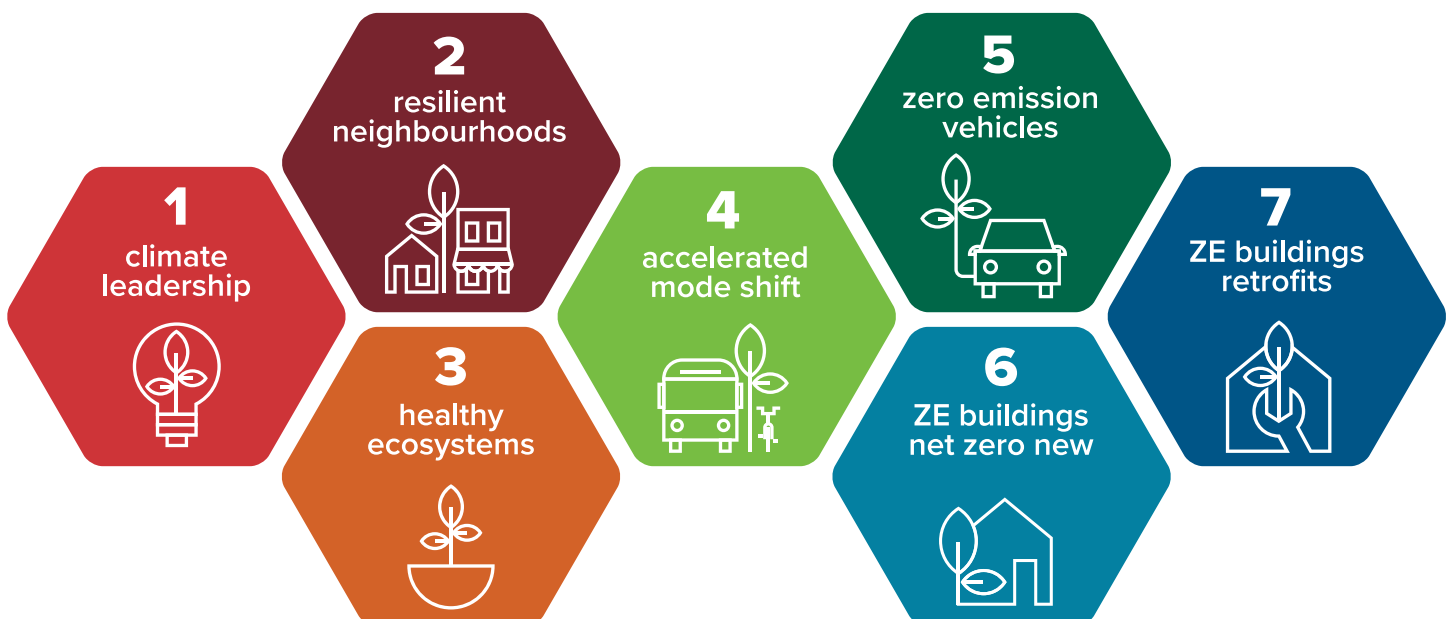 1
climate
leadership
2
resilient
neighbourhoods
3
healthy
ecosystems
4
accelerated
mode shift
5
zero emission
vehicles
6
ZE buildings
net zero new
7
ZE buildings
retrofits